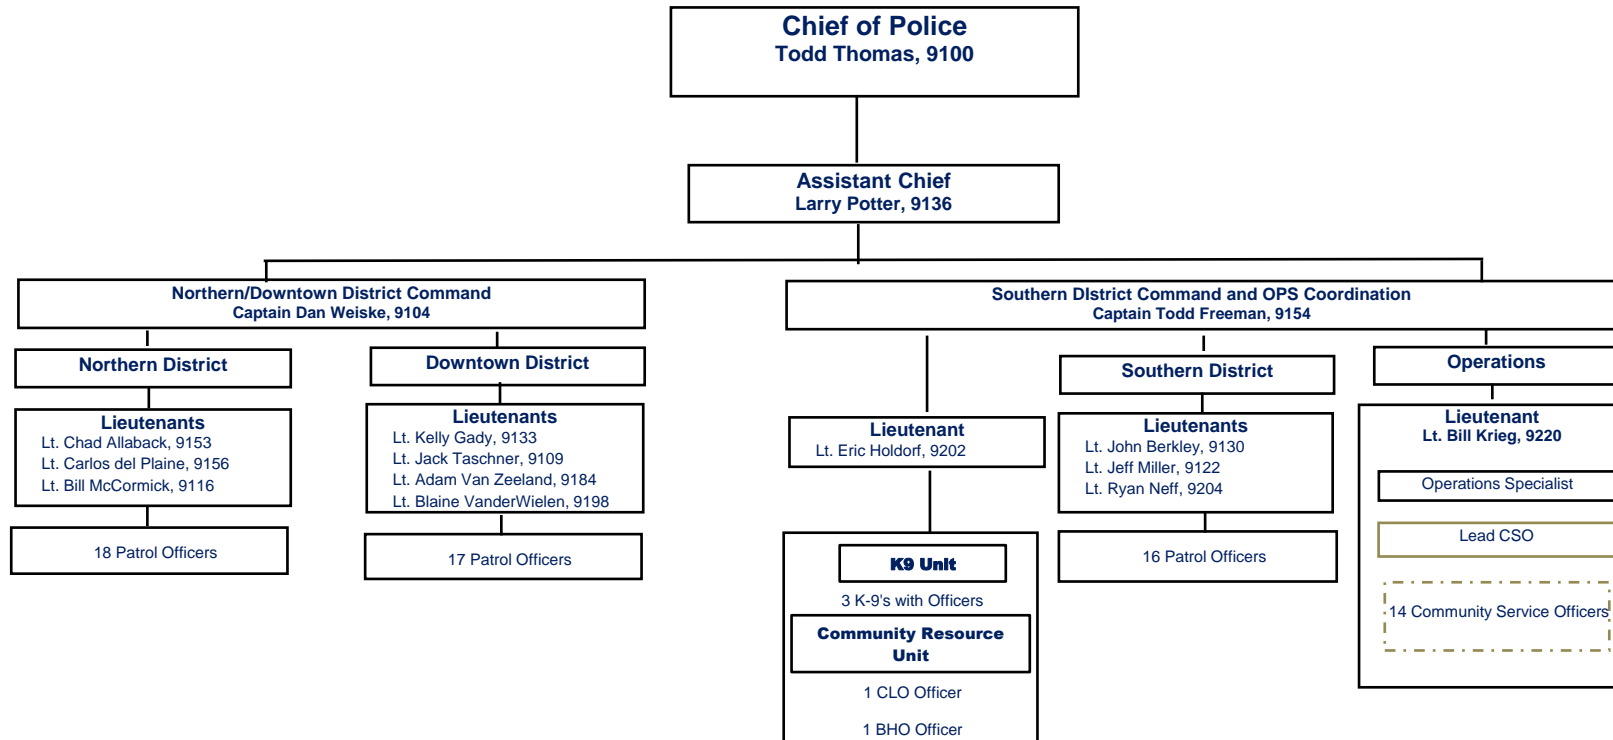 Chief of Police
Todd Thomas, 9100
Assistant Chief
Larry Potter, 9136
Northern/Downtown District Command
Captain Dan Weiske, 9104
Southern DIstrict Command and OPS Coordination
Captain Todd Freeman, 9154
Northern District
Downtown District
Southern District
Operations
Lieutenants
Lt. Chad Allaback, 9153
Lt. Carlos del Plaine, 9156
Lt. Bill McCormick, 9116
Lieutenants
Lt. Kelly Gady, 9133
Lt. Jack Taschner, 9109
Lt. Adam Van Zeeland, 9184
Lt. Blaine VanderWielen, 9198
Lieutenant
Lt. Eric Holdorf, 9202
Lieutenants
Lt. John Berkley, 9130
Lt. Jeff Miller, 9122
Lt. Ryan Neff, 9204
Lieutenant
Lt. Bill Krieg, 9220
Operations Specialist
Lead CSO
14 Community Service Officers
18 Patrol Officers
17 Patrol Officers
K9 Unit
3 K-9's with Officers
Community Resource
Unit
1 CLO Officer
1 BHO Officer
16 Patrol Officers